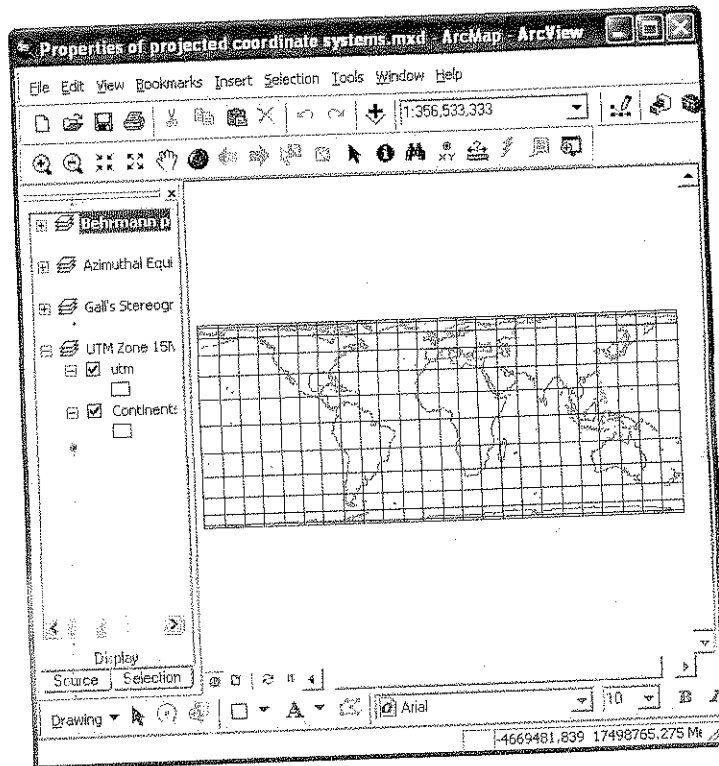 Properties of projected coordinate systems.mxd - ArcMap - ArcView
File Edit View Bookmarks Insert Selection Tools Window Help
1:356,533,333
Behrmann p
Azimuthal Equi
Gall's Stereogr
UTM Zone 15N
utm
Continents
Display
Source Selection
Drawing A Arial 10 B I
-4669481.839 17498765.275 Me